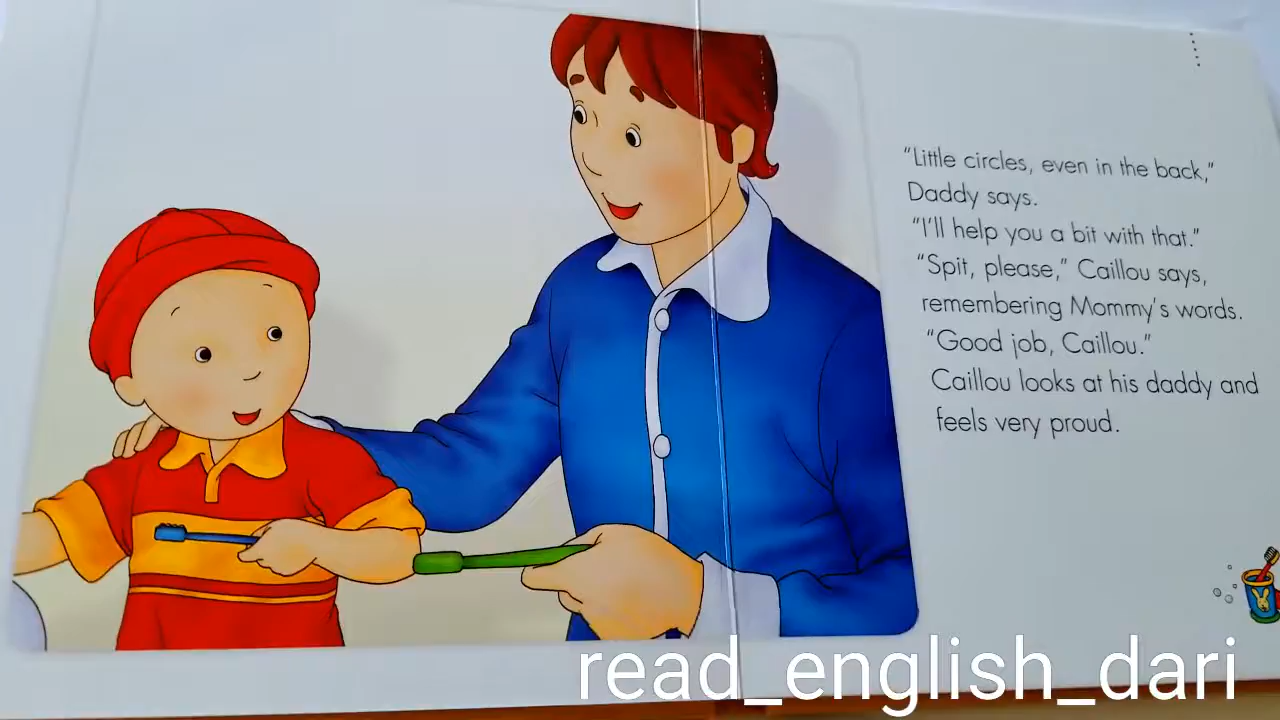 "Little circles, even in the back,"
Daddy says.
"I'll help you a bit with that."
"Spit, please," Caillou says,
remembering Mommy's words.
"Good job, Caillou."
Caillou looks at his daddy and
feels very proud.
read_english_dari